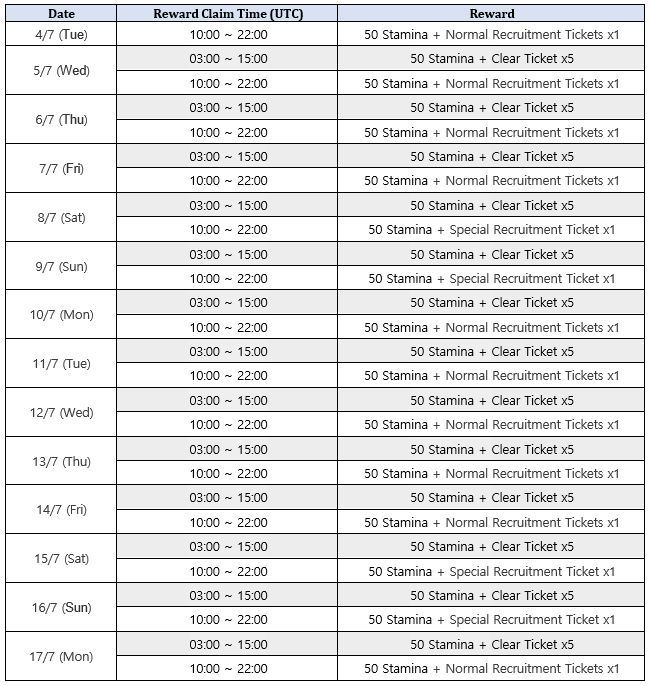 Date Reward Claim Time (UTC) Reward
4/7 (Tue) 10:00 ~ 22:00 50 Stamina + Normal Recruitment Tickets x1
5/7 (Wed) 03:00 ~ 15:00 50 Stamina + Clear Ticket x5
10:00 ~ 22:00 50 Stamina + Normal Recruitment Tickets x1
6/7 (Thu) 03:00 ~ 15:00 50 Stamina + Clear Ticket x5
10:00 ~ 22:00 50 Stamina + Normal Recruitment Tickets x1
7/7 (Fri) 03:00 ~ 15:00 50 Stamina + Clear Ticket x5
10:00 ~ 22:00 50 Stamina + Normal Recruitment Tickets x1
8/7 (Sat) 03:00 ~ 15:00 50 Stamina + Clear Ticket x5
10:00 ~ 22:00 50 Stamina + Special Recruitment Ticket x1
9/7 (Sun) 03:00 ~ 15:00 50 Stamina + Clear Ticket x5
10:00 ~ 22:00 50 Stamina + Special Recruitment Ticket x1
10/7 (Mon) 03:00 ~ 15:00 50 Stamina + Clear Ticket x5
10:00 ~ 22:00 50 Stamina + Normal Recruitment Tickets x1
11/7 (Tue) 03:00 ~ 15:00 50 Stamina + Clear Ticket x5
10:00 ~ 22:00 50 Stamina + Normal Recruitment Tickets x1
12/7 (Wed) 03:00 ~ 15:00 50 Stamina + Clear Ticket x5
10:00 ~ 22:00 50 Stamina + Normal Recruitment Tickets x1
13/7 (Thu) 03:00 ~ 15:00 50 Stamina + Clear Ticket x5
10:00 ~ 22:00 50 Stamina + Normal Recruitment Tickets x1
14/7 (Fri) 03:00 ~ 15:00 50 Stamina + Clear Ticket x5
10:00 ~ 22:00 50 Stamina + Normal Recruitment Tickets x1
15/7 (Sat) 03:00 ~ 15:00 50 Stamina + Clear Ticket x5
10:00 ~ 22:00 50 Stamina + Special Recruitment Ticket x1
16/7 (Sun) 03:00 ~ 15:00 50 Stamina + Clear Ticket x5
10:00 ~ 22:00 50 Stamina + Special Recruitment Ticket x1
17/7 (Mon) 03:00 ~ 15:00 50 Stamina + Clear Ticket x5
10:00 ~ 22:00 50 Stamina + Normal Recruitment Tickets x1